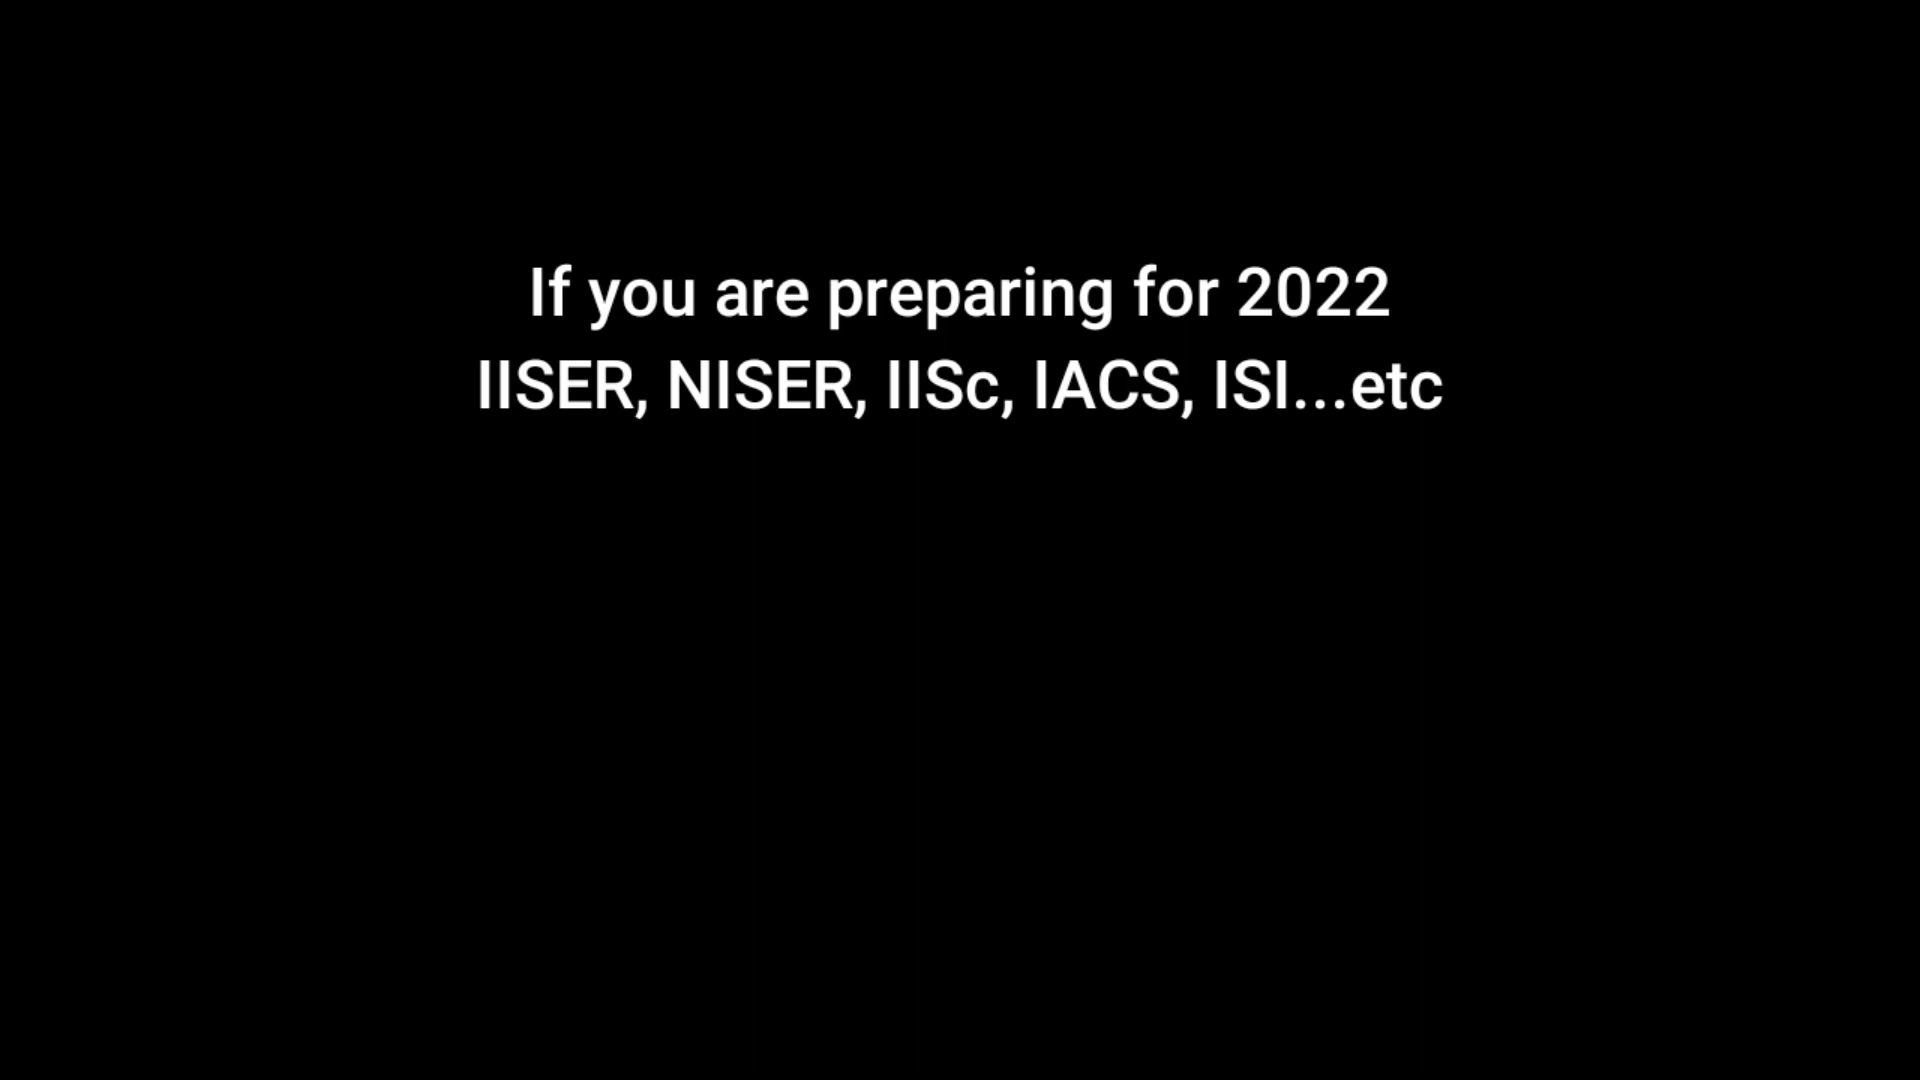 If you are preparing for 2022
IISER, NISER, IISc, IACS, ISI...etc